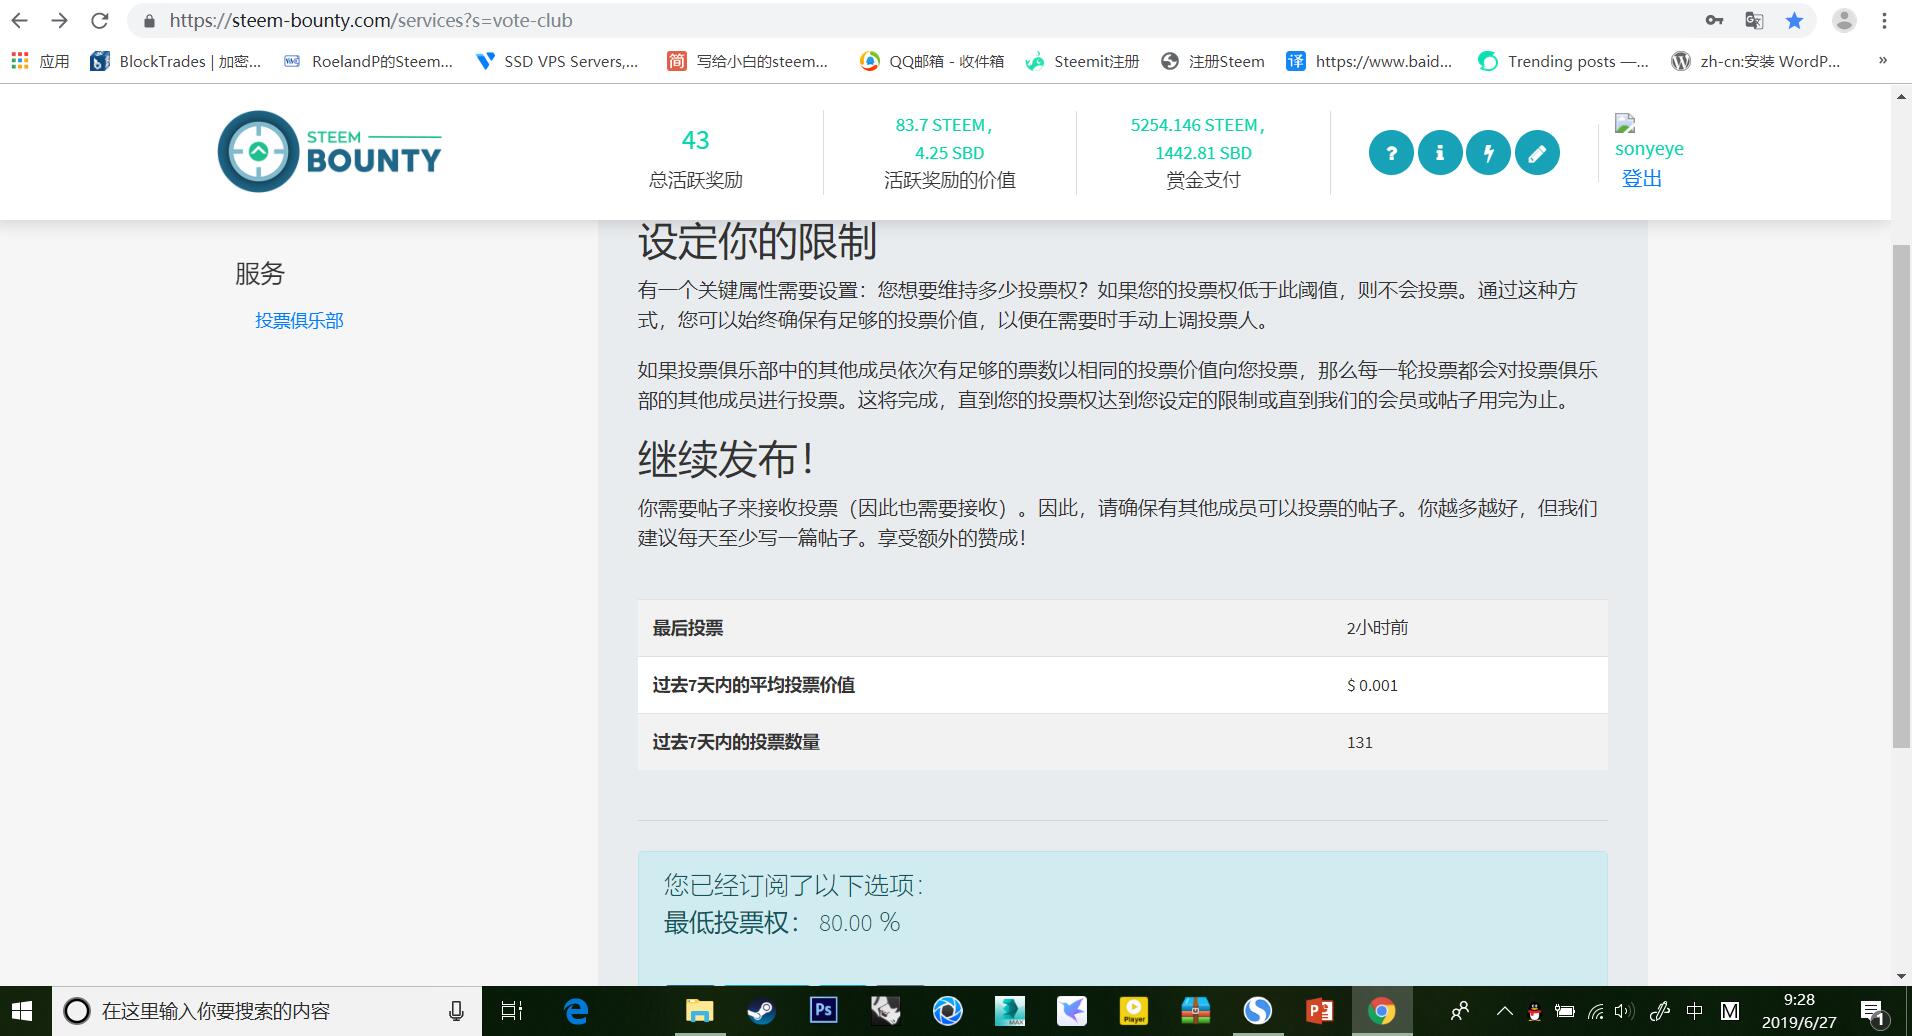 https://steem-bounty.com/services?s=vote-club
应用
BlockTrades | 加密...
RoelandP的Steem...
SSD VPS Servers,...
简
写给小白的steem...
QQ邮箱 - 收件箱
Steemit注册
注册Steem
译
https://www.baid...
Trending posts —...
zh-cn:安装 WordP...
»
STEEM
BOUNTY
43
总活跃奖励
83.7 STEEM,
4.25 SBD
活跃奖励的价值
5254.146 STEEM,
1442.81 SBD
赏金支付
sonyeye
登出
服务
投票俱乐部
设定你的限制
有一个关键属性需要设置：您想要维持多少投票权？如果您的投票权低于此阈值，则不会投票。通过这种方
式，您可以始终确保有足够的投票价值，以便在需要时手动上调投票人。
如果投票俱乐部中的其他成员依次有足够的票数以相同的投票价值向您投票，那么每一轮投票都会对投票俱乐
部的其他成员进行投票。这将完成，直到您的投票权达到您设定的限制或直到我们的会员或帖子用完为止。
继续发布！
你需要帖子来接收投票（因此也需要接收）。因此，请确保有其他成员可以投票的帖子。你越多越好，但我们
建议每天至少写一篇帖子。享受额外的赞成！
最后投票 2小时前
过去7天内的平均投票价值 $ 0.001
过去7天内的投票数量 131
您已经订阅了以下选项：
最低投票权： 80.00 %
在这里输入你要搜索的内容
Ps
MAX
Player
中
M
9:28
2019/6/27
1